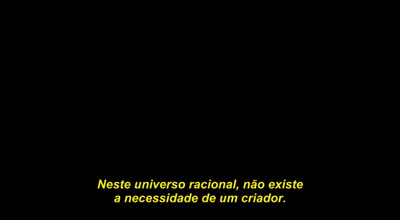 Neste universo racional, não existe
a necessidade de um criador.